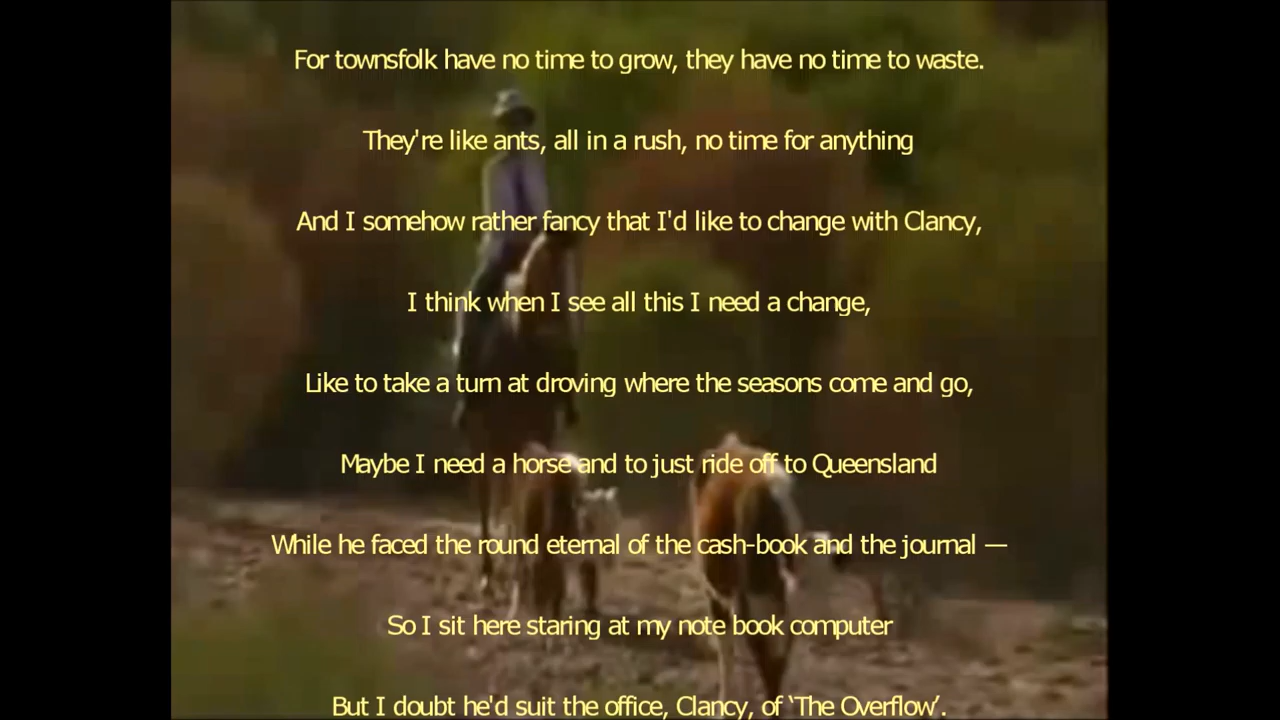 For townsfolk have no time to grow, they have no time to waste.
They're like ants, all in a rush, no time for anything
And I somehow rather fancy that I'd like to change with Clancy,
I think when I see all this I need a change,
Like to take a turn at droving where the seasons come and go,
Maybe I need a horse and to just ride off to Queensland
While he faced the round eternal of the cash-book and the journal —
So I sit here staring at my note book computer
But I doubt he'd suit the office, Clancy, of ‘The Overflow’.